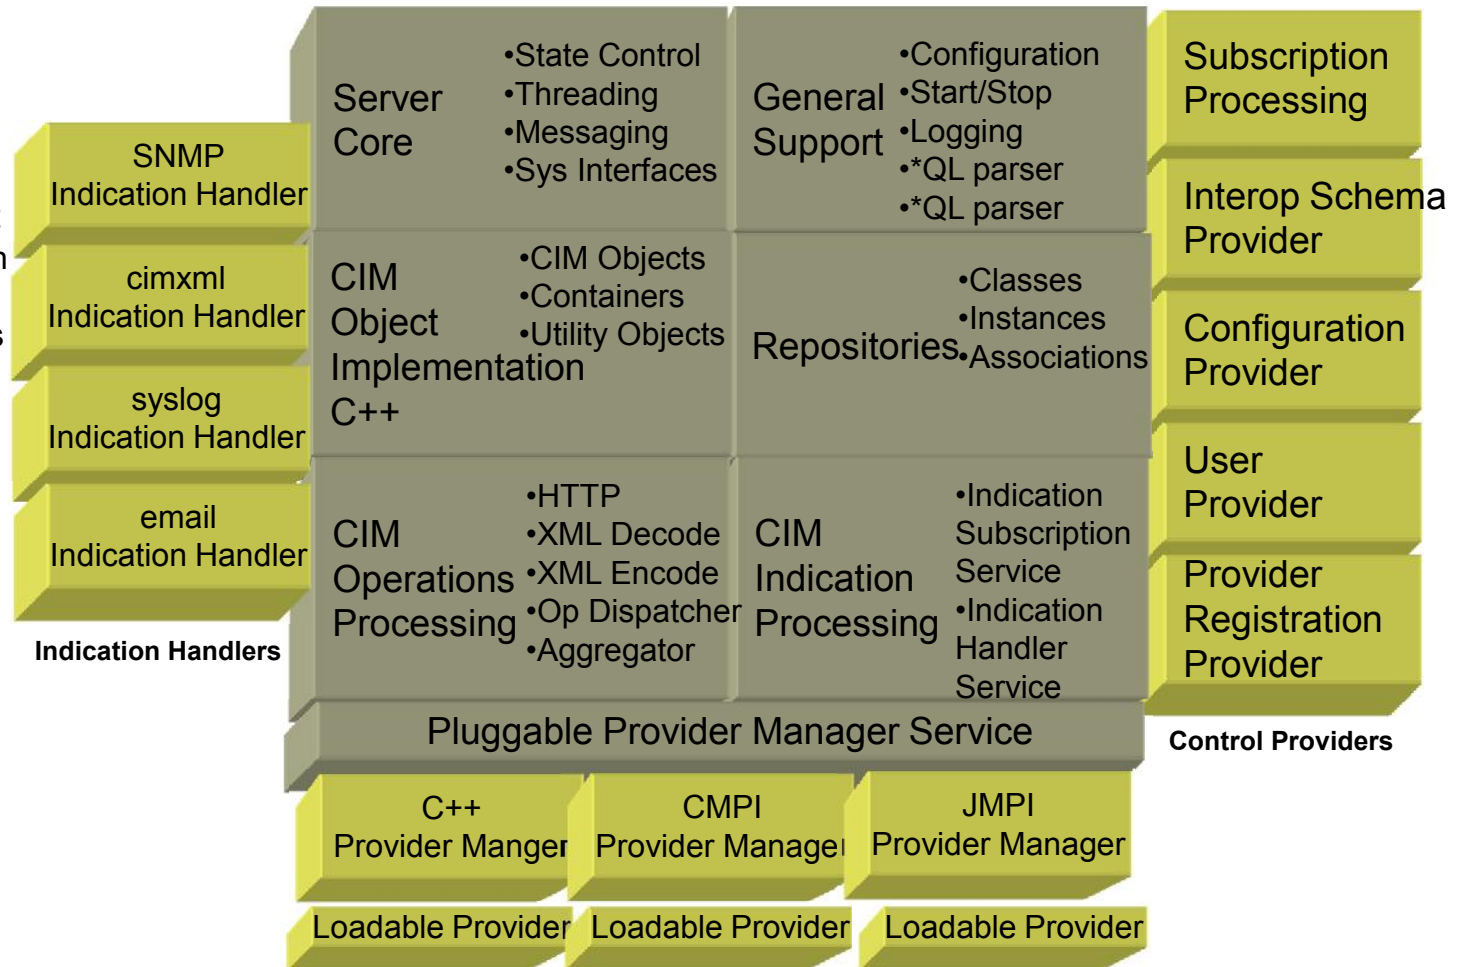 Server
Core
•State Control
•Threading
•Messaging
•Sys Interfaces
General
Support
•Configuration
•Start/Stop
•Logging
•*QL parser
•*QL parser
CIM
Object
Implementation
C++
•CIM Objects
•Containers
•Utility Objects
Repositories
•Classes
•Instances
•Associations
CIM
Operations
Processing
•HTTP
•XML Decode
•XML Encode
•Op Dispatcher
•Aggregator
CIM
Indication
Processing
•Indication
Subscription
Service
•Indication
Handler
Service
Pluggable Provider Manager Service
SNMP
Indication Handler
cimxml
Indication Handler
syslog
Indication Handler
email
Indication Handler
Indication Handlers
Subscription
Processing
Interop Schema
Provider
Configuration
Provider
User
Provider
Provider
Registration
Provider
Control Providers
C++
Provider Manger
CMPI
Provider Manager
JMPI
Provider Manager
Loadable Provider
Loadable Provider
Loadable Provider